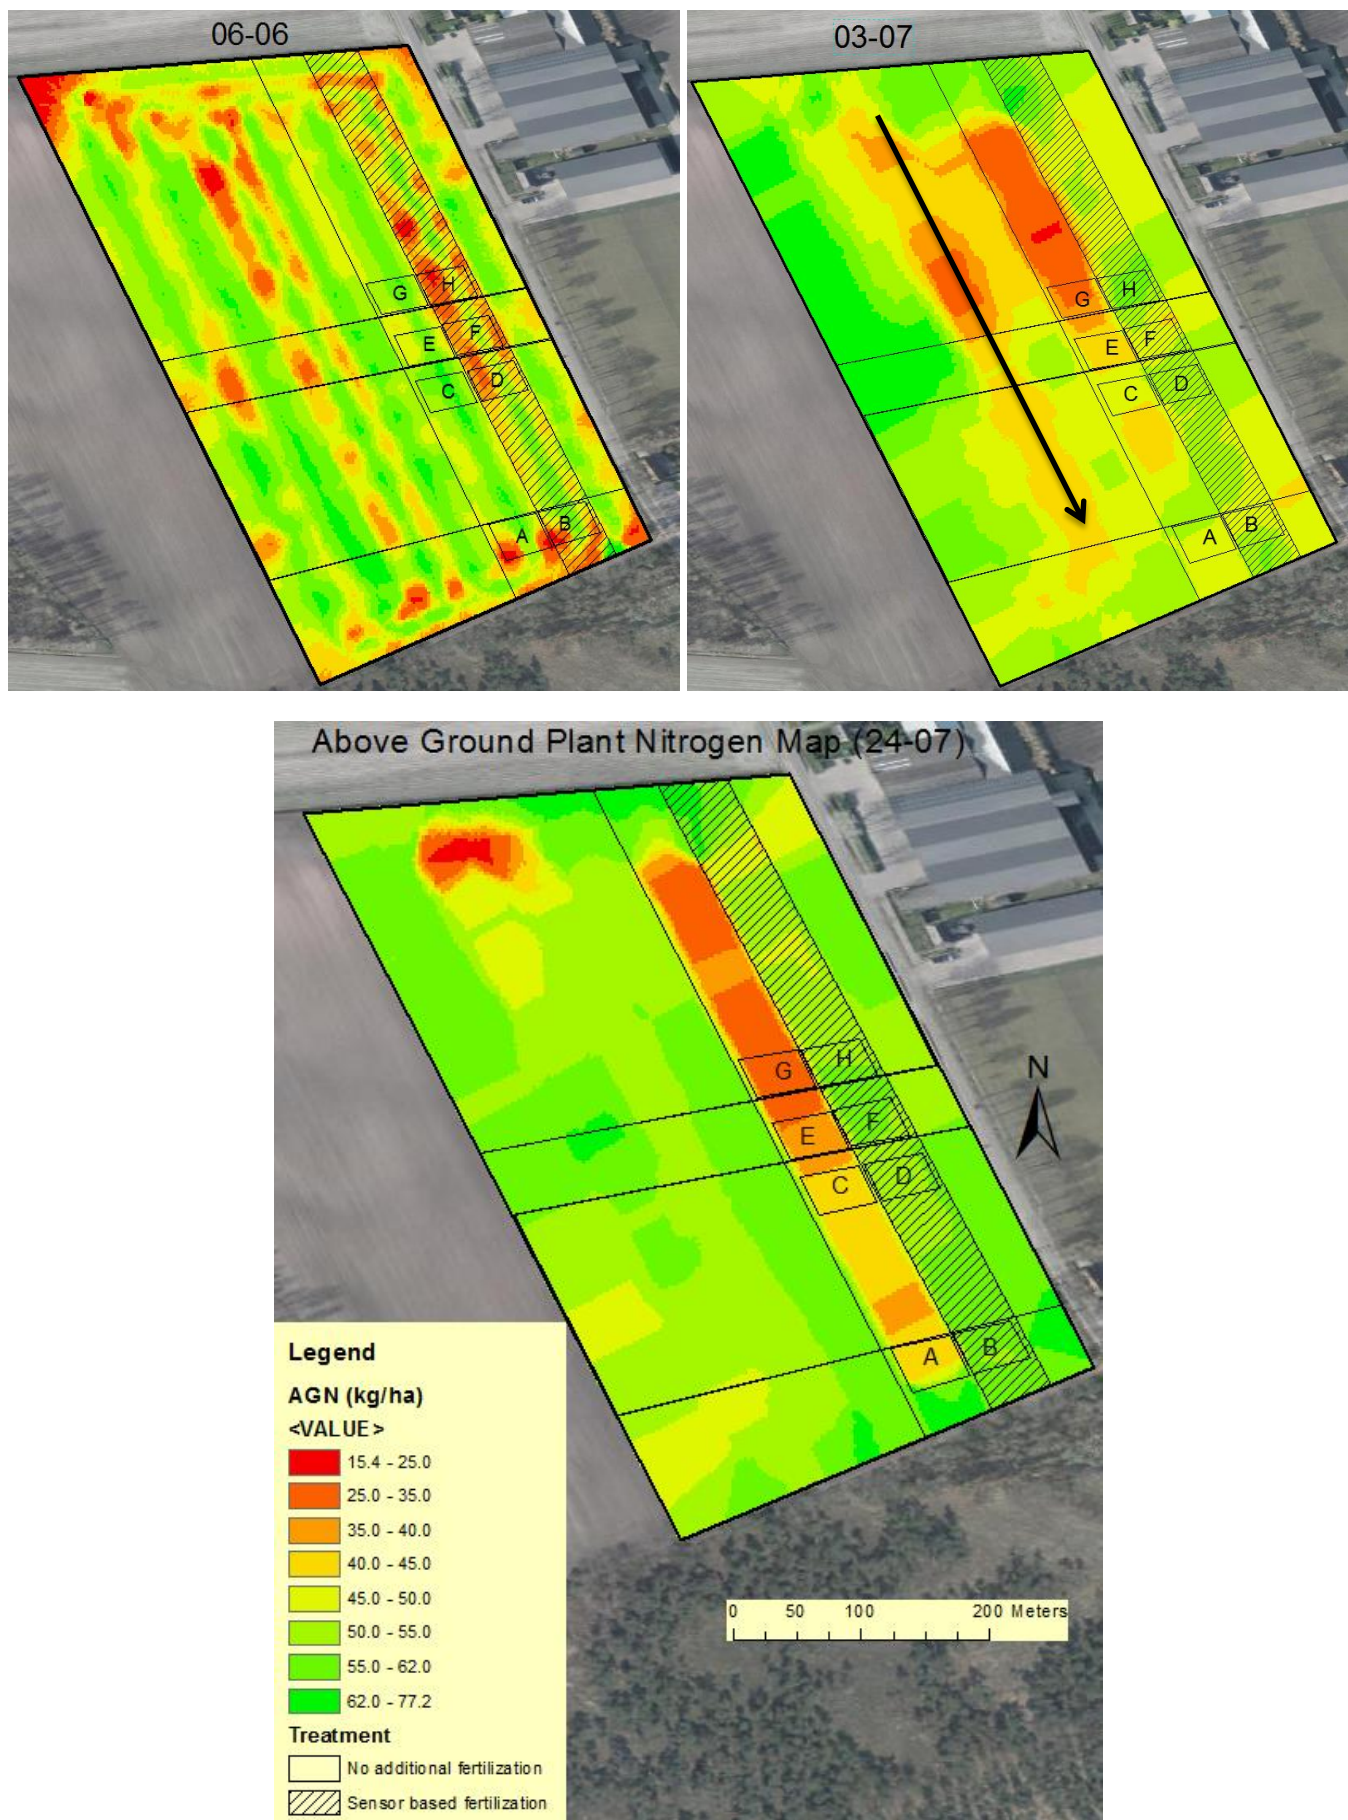 06-06
G
H
E
F
C
D
A
B
03-07
G
H
E
F
C
D
A
B
Above Ground Plant Nitrogen Map (24-07)
G
H
E
F
C
D
A
B
N
Legend
AGN (kg/ha)
<VALUE>
15.4 - 25.0
25.0 - 35.0
35.0 - 40.0
40.0 - 45.0
45.0 - 50.0
50.0 - 55.0
55.0 - 62.0
62.0 - 77.2
Treatment
No additional fertilization
Sensor based fertilization
0 50 100 200 Meters